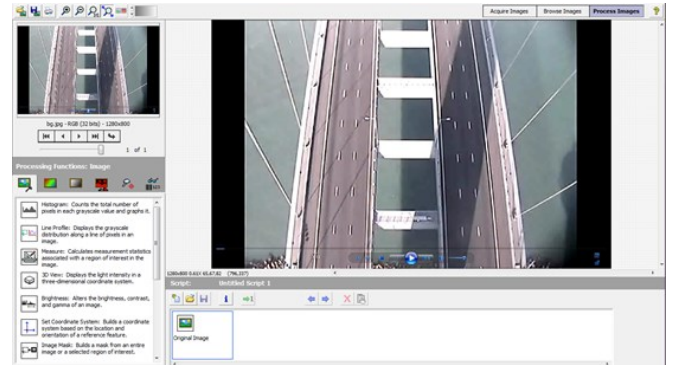 Acquire Images
Browse Images
Process Images
bg.jpg - RGB (32 bits) - 1280x800
1 of 1
Processing Functions: Image
Histogram: Counts the total number of
pixels in each grayscale value and graphs it.
Line Profile: Displays the grayscale
distribution along a line of pixels in an
image.
Measure: Calculates measurement statistics
associated with a region of interest in the
image.
3D View: Displays the light intensity in a
three-dimensional coordinate system.
Brightness: Alters the brightness, contrast,
and gamma of an image.
Set Coordinate System: Builds a coordinate
system based on the location and
orientation of a reference feature.
Image Mask: Builds a mask from an entire
image or a selected region of interest.
Script: Untitled Script 1
Original Image